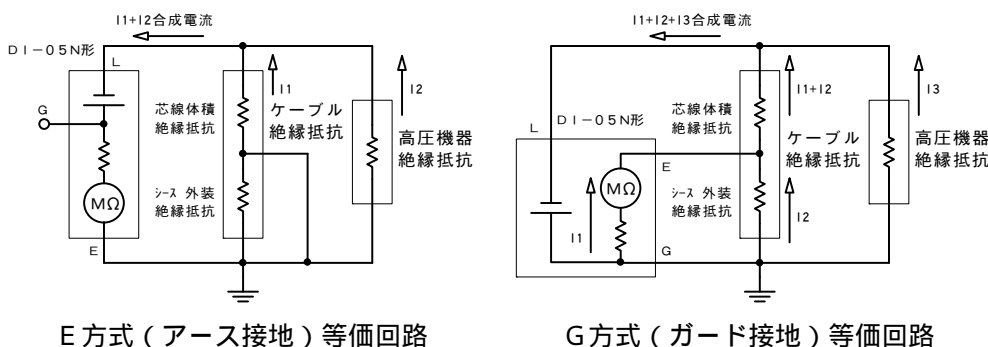 I1+I2合成電流
DI-05N形
L
G
MΩ
E
芯線体積
絶縁抵抗
シース 外装
絶縁抵抗
I1
ケーブル
絶縁抵抗
I2
高圧機器
絶縁抵抗
E方式(アース接地)等価回路
I1+I2+I3合成電流
L
DI-05N形
E
MΩ
I1
G
芯線体積
絶縁抵抗
シース 外装
絶縁抵抗
I1+I2
ケーブル
絶縁抵抗
I2
I3
高圧機器
絶縁抵抗
G方式(ガード接地)等価回路